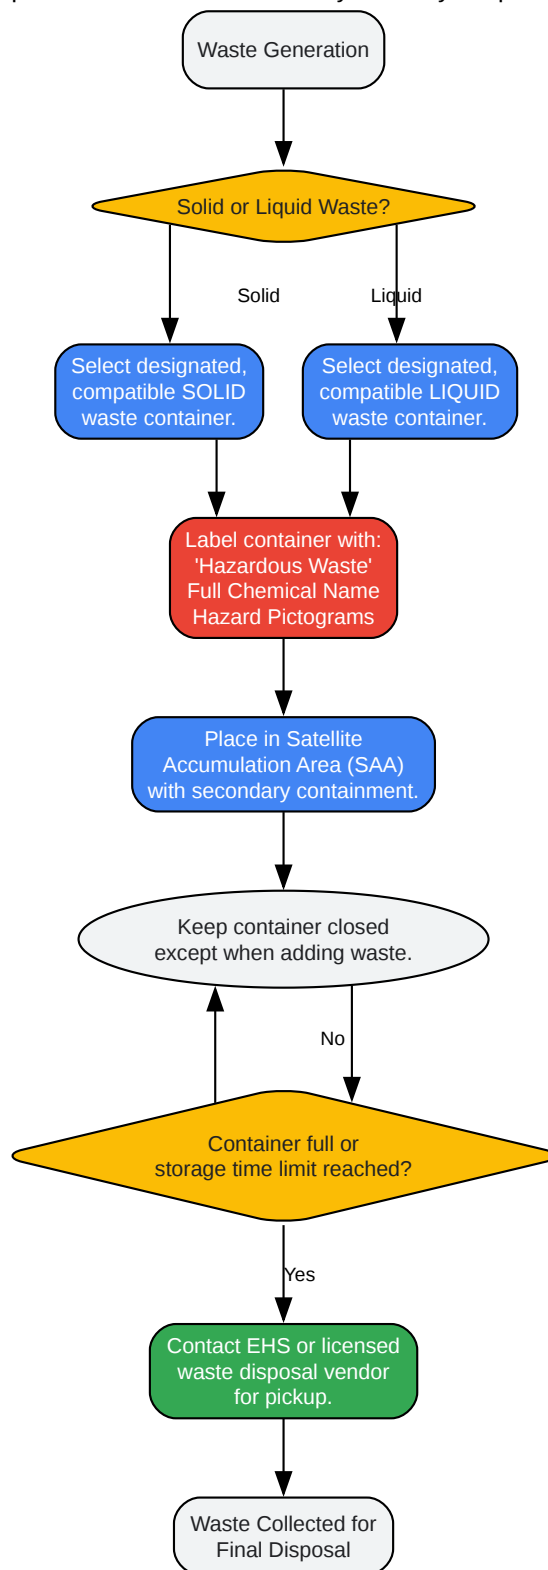 Waste Generation
Solid or Liquid Waste?
Solid
Liquid
Select designated,
compatible SOLID
waste container.
Select designated,
compatible LIQUID
waste container.
Label container with:
'Hazardous Waste'
Full Chemical Name
Hazard Pictograms
Place in Satellite
Accumulation Area (SAA)
with secondary containment.
Keep container closed
except when adding waste.
No
Container full or
storage time limit reached?
Yes
Contact EHS or licensed
waste disposal vendor
for pickup.
Waste Collected for
Final Disposal